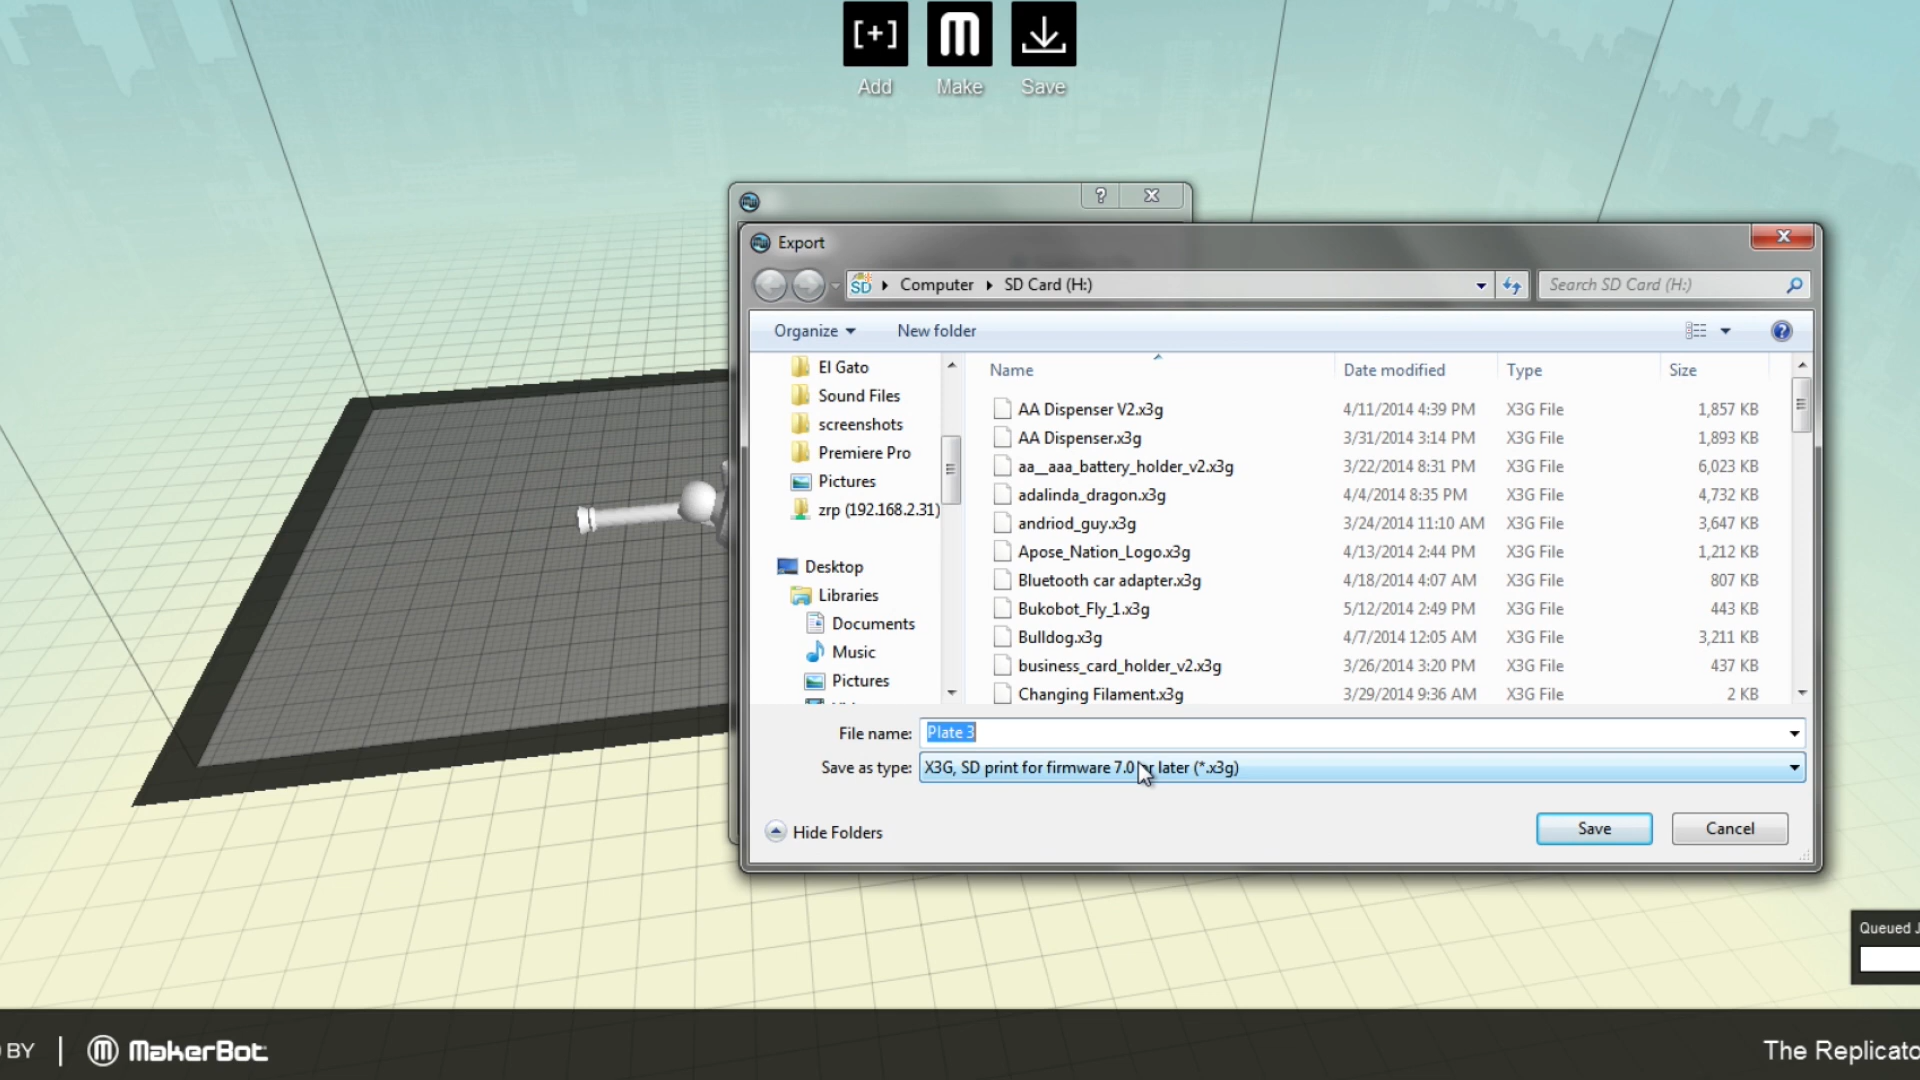 [+] M
Add Make Save
? X
Export X
SD Computer SD Card (H:) Search SD Card (H:)
Organize New folder ?
Name Date modified Type Size
El Gato
Sound Files
screenshots
Premiere Pro
Pictures
zrp (192.168.2.31)
Desktop
Libraries
Documents
Music
Pictures
AA Dispenser V2.x3g 4/11/2014 4:39 PM X3G File 1,857 KB
AA Dispenser.x3g 3/31/2014 3:14 PM X3G File 1,893 KB
aa__aaa_battery_holder_v2.x3g 3/22/2014 8:31 PM X3G File 6,023 KB
adalinda_dragon.x3g 4/4/2014 8:35 PM X3G File 4,732 KB
andriod_guy.x3g 3/24/2014 11:10 AM X3G File 3,647 KB
Apose_Nation_Logo.x3g 4/13/2014 2:44 PM X3G File 1,212 KB
Bluetooth car adapter.x3g 4/18/2014 4:07 AM X3G File 807 KB
Bukobot_Fly_1.x3g 5/12/2014 2:49 PM X3G File 443 KB
Bulldog.x3g 4/7/2014 12:05 AM X3G File 3,211 KB
business_card_holder_v2.x3g 3/26/2014 3:20 PM X3G File 437 KB
Changing Filament.x3g 3/29/2014 9:36 AM X3G File 2 KB
File name: Plate 3
Save as type: X3G, SD print for firmware 7.0 or later (*.x3g)
Hide Folders Save Cancel
Queued J
BY | M MakerBot
The Replicato